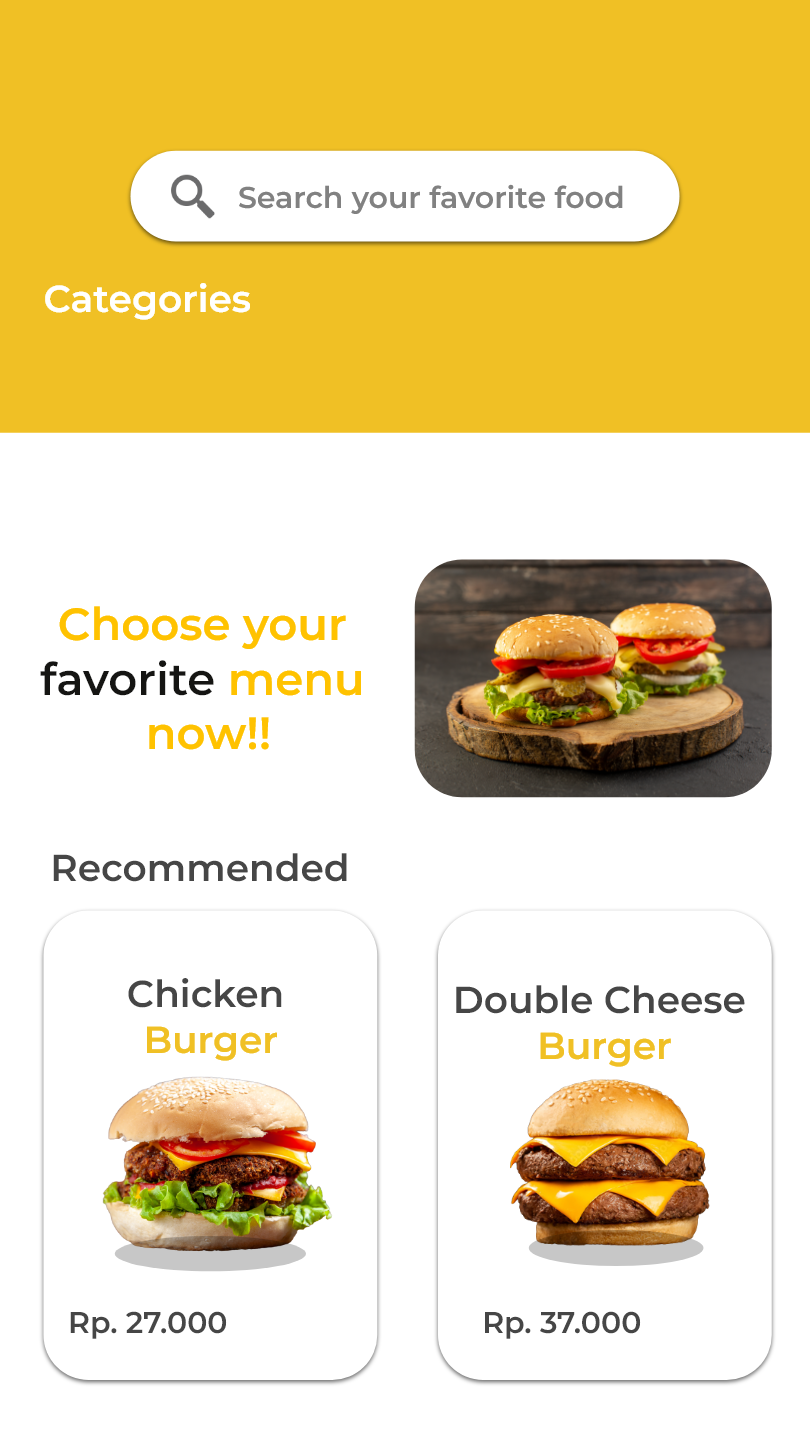 Search your favorite food
Categories
Choose your
favorite menu
now!!
Recommended
Chicken
Burger
Rp. 27.000
Double Cheese
Burger
Rp. 37.000